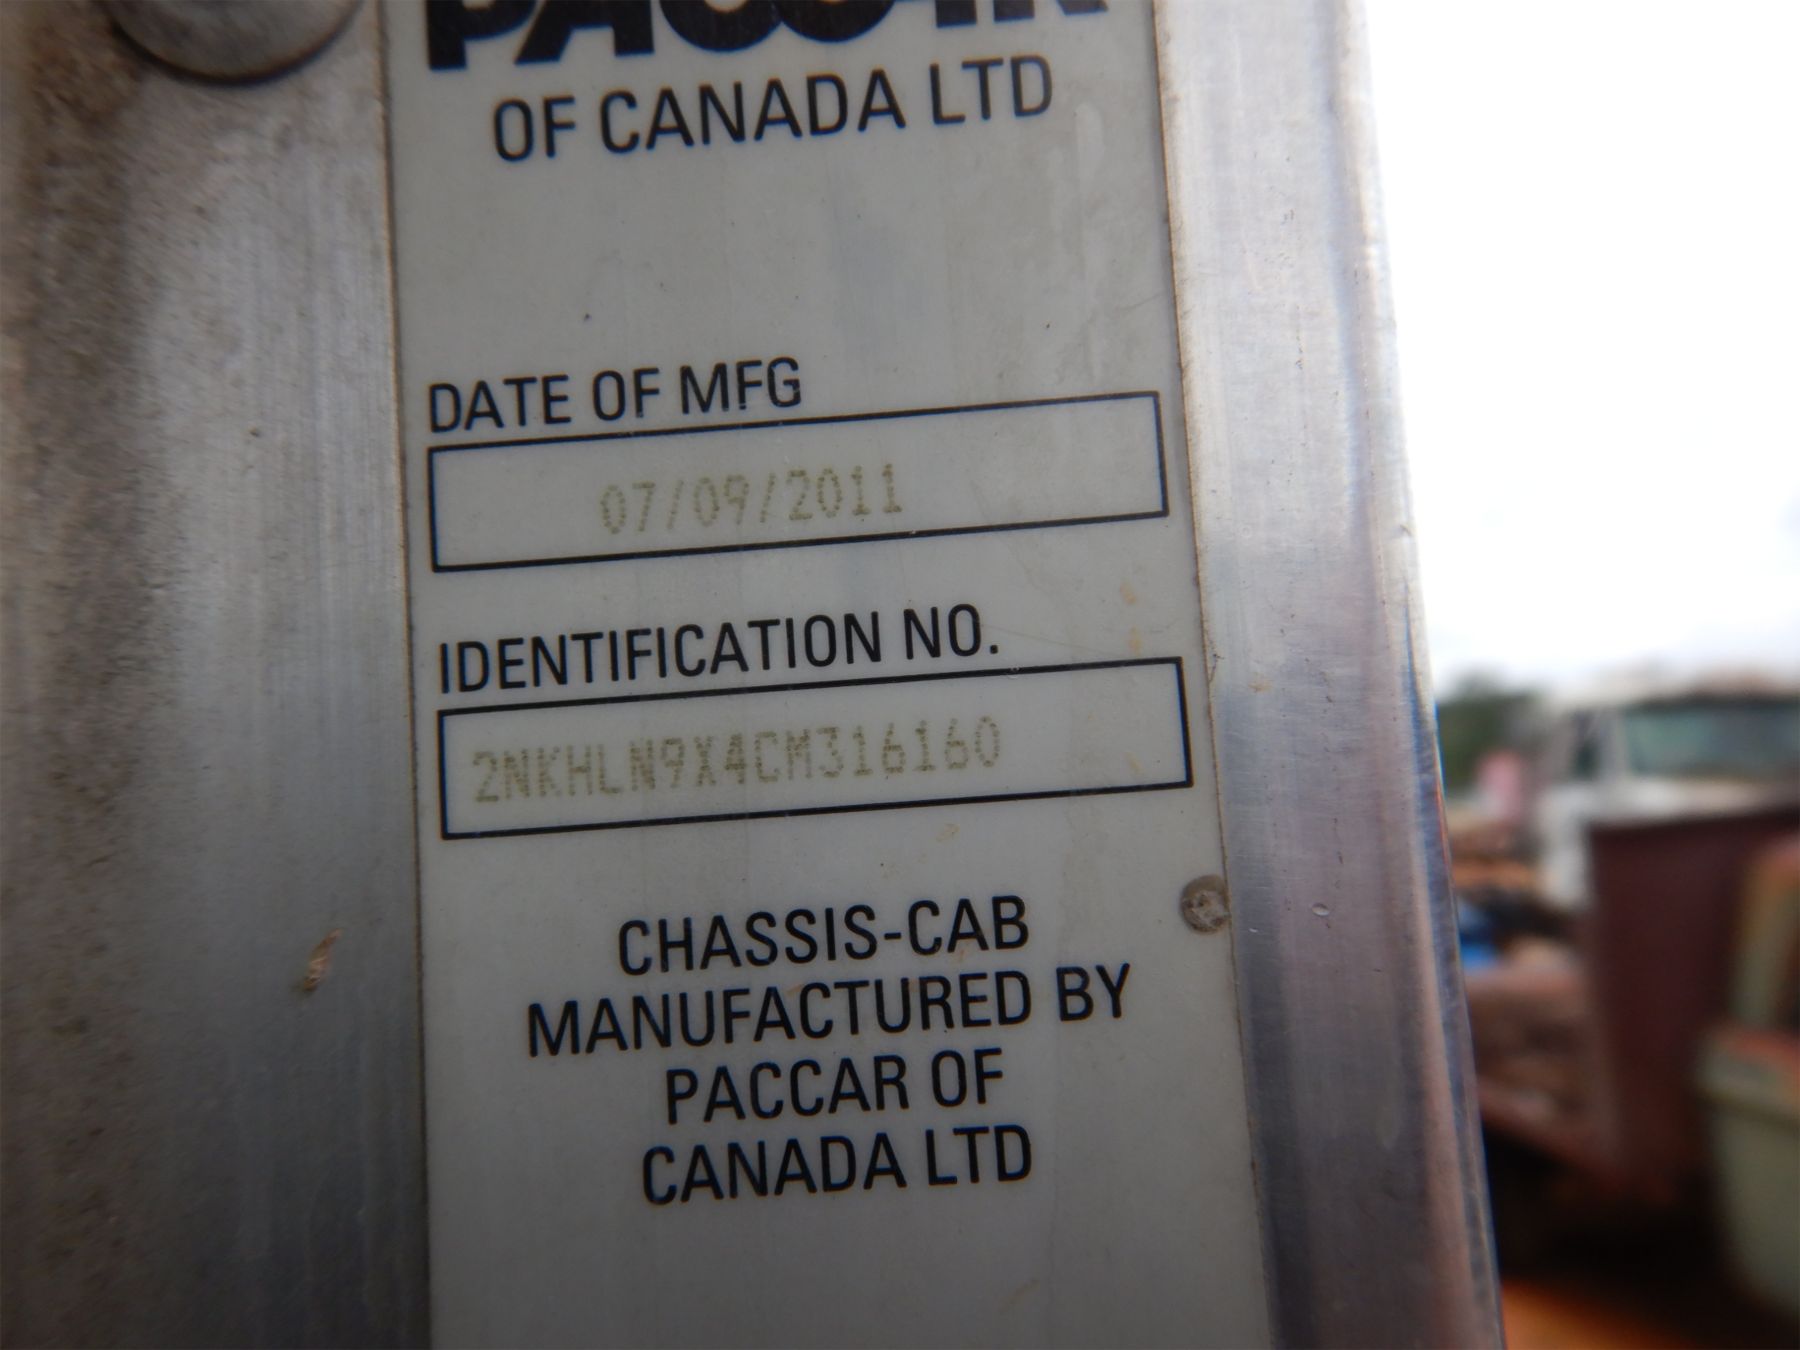 PACCAR
OF CANADA LTD
DATE OF MFG
07/09/2011
IDENTIFICATION NO.
2NKHLN9X4CM316160
CHASSIS-CAB
MANUFACTURED BY
PACCAR OF
CANADA LTD